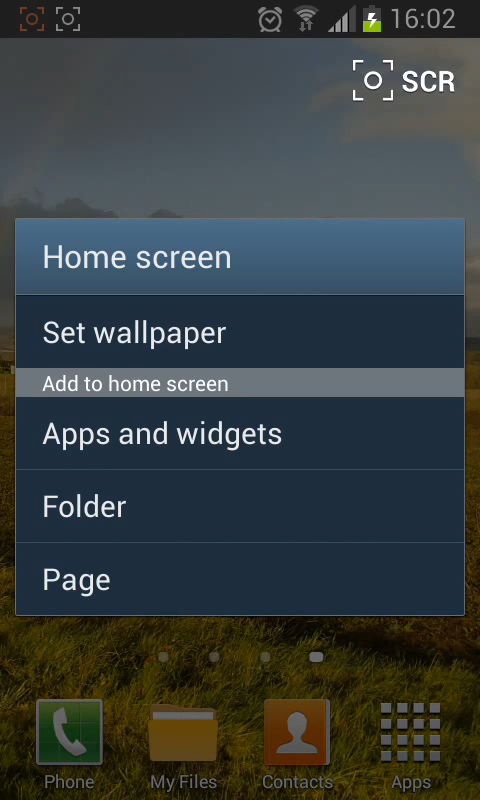 16:02
SCR
Home screen
Set wallpaper
Add to home screen
Apps and widgets
Folder
Page
Phone My Files Contacts Apps